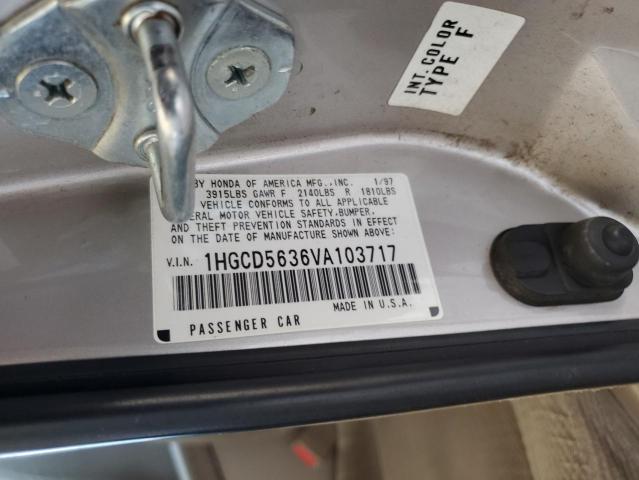 INT. COLOR
TYPE F
BY HONDA OF AMERICA MFG., INC. 1/97
3915LBS GAWR F 2140LBS R 1810LBS
VEHICLE CONFORMS TO ALL APPLICABLE
MOTOR VEHICLE SAFETY, BUMPER,
AND THEFT PREVENTION STANDARDS IN EFFECT
ON THE DATE OF MANUFACTURE SHOWN ABOVE:
V.I.N. 1HGCD5636VA103717
MADE IN U.S.A.
PASSENGER CAR